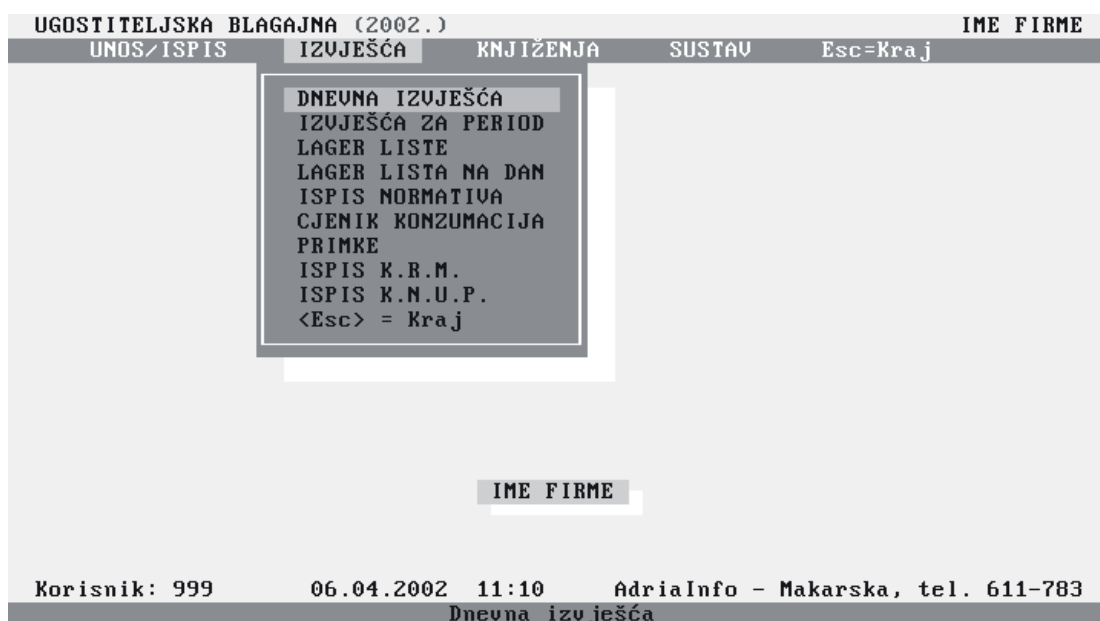 UGOSTITELJSKA BLAGAJNA (2002.) IME FIRME
UNOS/ISPIS IZVJEŠĆA KNJIŽENJA SUSTAV Esc=Kraj
DNEVNA IZVJEŠĆA
IZVJEŠĆA ZA PERIOD
LAGER LISTE
LAGER LISTA NA DAN
ISPIS NORMATIVA
CJENIK KONZUMACIJA
PRIMKE
ISPIS K.R.M.
ISPIS K.N.U.P.
<Esc> = Kraj
IME FIRME
Korisnik: 999 06.04.2002 11:10 AdriaInfo - Makarska, tel. 611-783
Dnevna izvješća